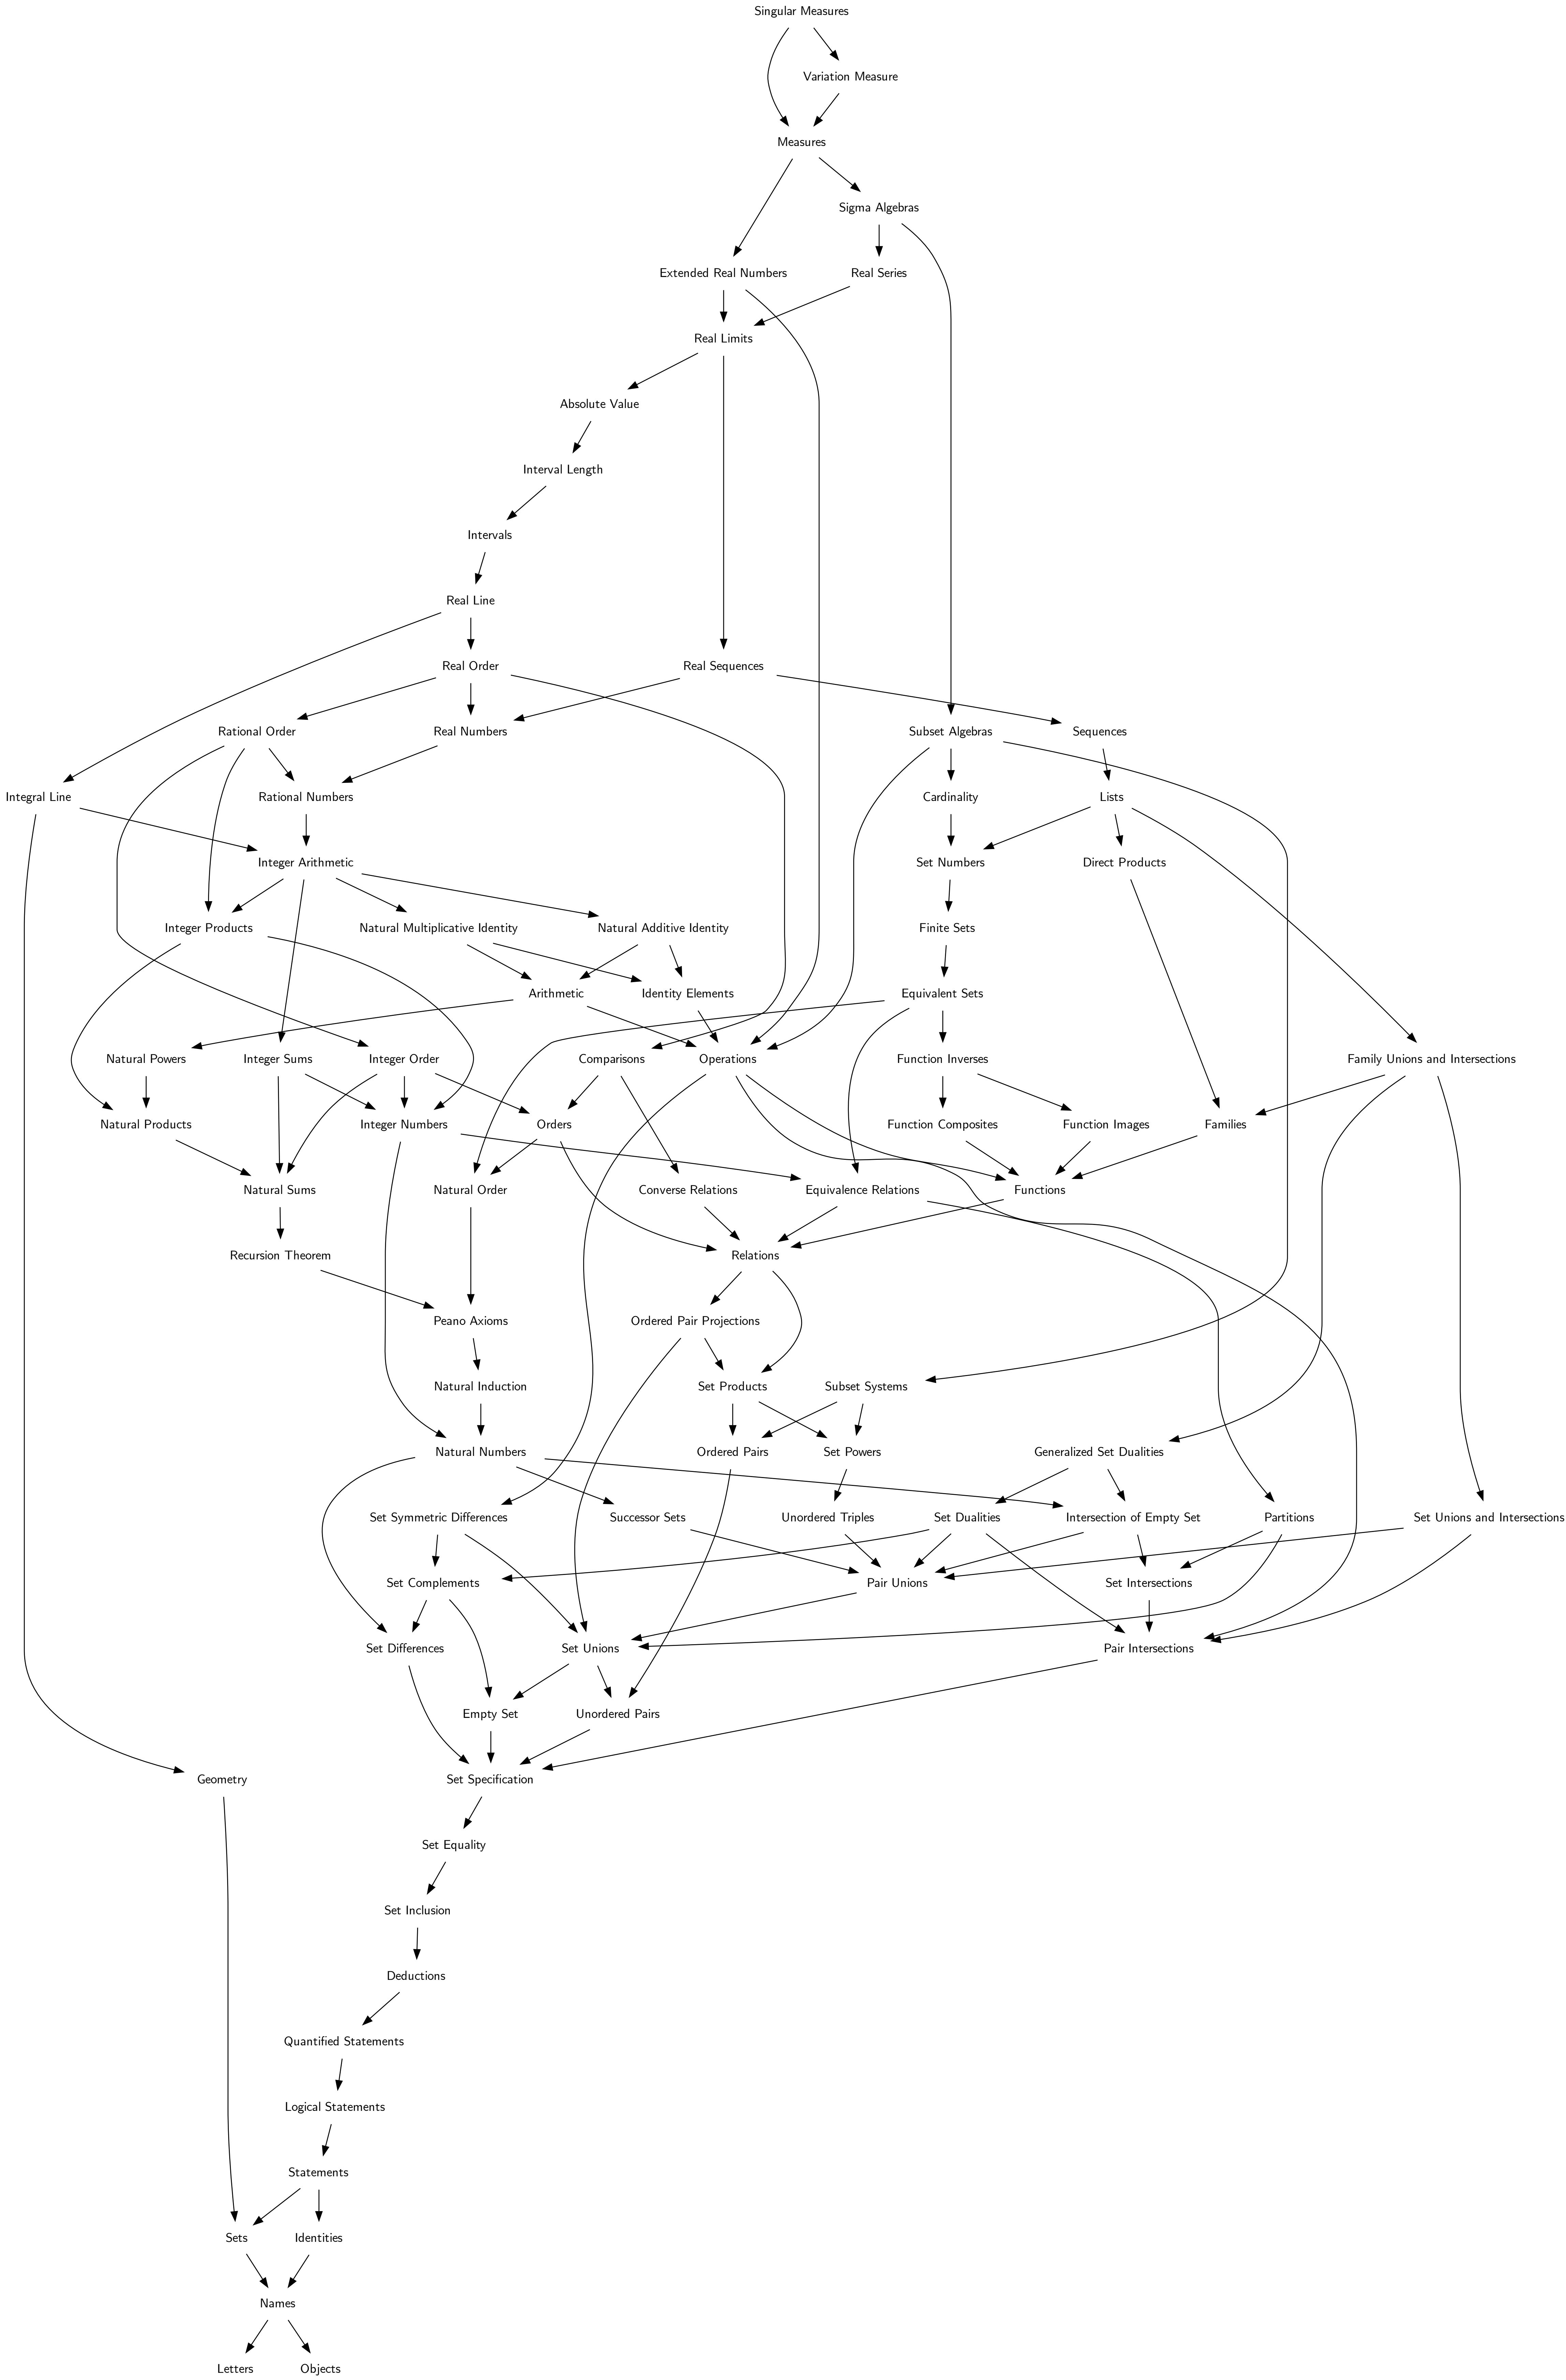 Singular Measures
Variation Measure
Measures
Sigma Algebras
Extended Real Numbers
Real Series
Real Limits
Absolute Value
Interval Length
Intervals
Real Line
Real Order
Real Sequences
Rational Order
Real Numbers
Subset Algebras
Sequences
Integral Line
Rational Numbers
Cardinality
Lists
Integer Arithmetic
Set Numbers
Direct Products
Integer Products
Natural Multiplicative Identity
Natural Additive Identity
Finite Sets
Arithmetic
Identity Elements
Equivalent Sets
Natural Powers
Integer Sums
Integer Order
Comparisons
Operations
Function Inverses
Family Unions and Intersections
Natural Products
Integer Numbers
Orders
Function Composites
Function Images
Families
Natural Sums
Natural Order
Converse Relations
Equivalence Relations
Functions
Recursion Theorem
Relations
Peano Axioms
Ordered Pair Projections
Natural Induction
Set Products
Subset Systems
Natural Numbers
Ordered Pairs
Set Powers
Generalized Set Dualities
Set Symmetric Differences
Successor Sets
Unordered Triples
Set Dualities
Intersection of Empty Set
Partitions
Set Unions and Intersections
Set Complements
Pair Unions
Set Intersections
Set Differences
Set Unions
Pair Intersections
Empty Set
Unordered Pairs
Geometry
Set Specification
Set Equality
Set Inclusion
Deductions
Quantified Statements
Logical Statements
Statements
Sets
Identities
Names
Letters
Objects